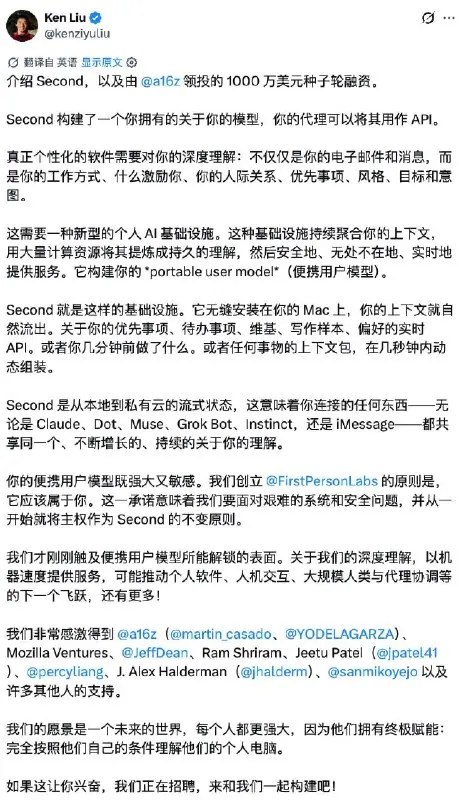 Ken Liu
@kenziyuliu
翻译自 英语 显示原文
介绍 Second，以及由 @a16z 领投的 1000 万美元种子轮融资。
Second 构建了一个你拥有的关于你的模型，你的代理可以将其用作 API。
真正个性化的软件需要对你的深度理解：不仅仅是你的电子邮件和消息，而
是你的工作方式、什么激励你、你的人际关系、优先事项、风格、目标和意
图。
这需要一种新型的个人 AI 基础设施。这种基础设施持续聚合你的上下文，
用大量计算资源将其提炼成持久的理解，然后安全地、无处不在地、实时地
提供服务。它构建你的 *portable user model*（便携用户模型）。
Second 就是这样的基础设施。它无缝安装在你的 Mac 上，你的上下文就自
然流出。关于你的优先事项、待办事项、维基、写作样本、偏好的实时
API。或者你几分钟前做了什么。或者任何事物的上下文包，在几秒钟内动
态组装。
Second 是从本地到私有云的流式状态，这意味着你连接的任何东西——无
论是 Claude、Dot、Muse、Grok Bot、Instinct，还是 iMessage——都共
享同一个、不断增长的、持续的关于你的理解。
你的便携用户模型既强大又敏感。我们创立 @FirstPersonLabs 的原则是，
它应该属于你。这一承诺意味着我们要面对艰难的系统和安全问题，并从一
开始就将主权作为 Second 的不变原则。
我们才刚刚触及便携用户模型所能解锁的表面。关于我们的深度理解，以机
器速度提供服务，可能推动个人软件、人机交互、大规模人类与代理协调等
的下一个飞跃，还有更多！
我们非常感激得到 @a16z（@martin_casado、@YODELAGARZA）、
Mozilla Ventures、@JeffDean、Ram Shriram、Jeetu Patel（@jpatel41
）、@percyliang、J. Alex Halderman（@jhalderm）、@sanmikoyejo 以及
许多其他人的支持。
我们的愿景是一个未来的世界，每个人都更强大，因为他们拥有终极赋能：
完全按照他们自己的条件理解他们的个人电脑。
如果这让你兴奋，我们正在招聘，来和我们一起构建吧！